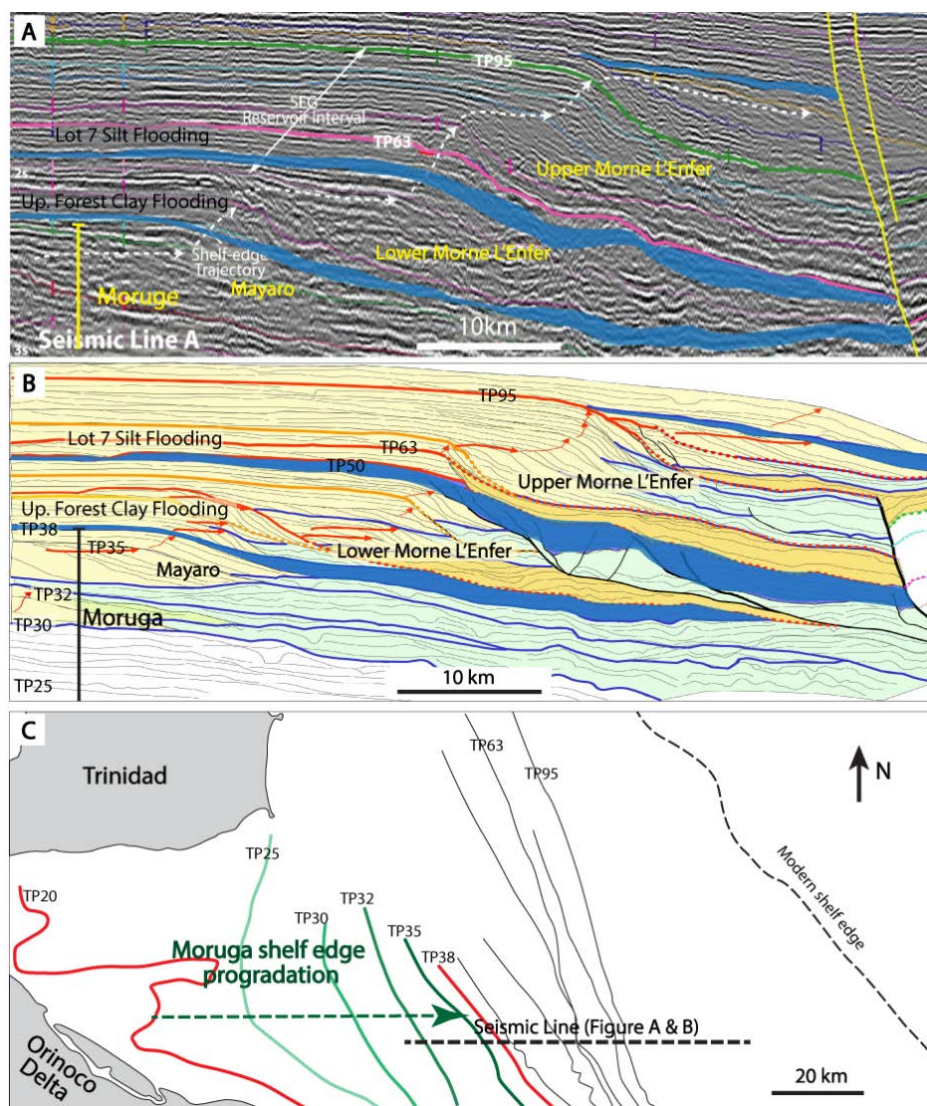 A
TP95
SEG
Reservoir Interval
Lot 7 Silt Flooding
TP63
Upper Morne L'Enfer
2s
Up. Forest Clay Flooding
Lower Morne L'Enfer
Shelf-edge
Trajectory
Mayaro
Moruge
10km
Seismic Line A
3s
B
TP95
Lot 7 Silt Flooding
TP63
TP50
Upper Morne L'Enfer
Up. Forest Clay Flooding
TP38
TP35
Lower Morne L'Enfer
Mayaro
TP32
Moruga
TP30
10 km
TP25
C
Trinidad
TP63
TP95
N
TP25
TP20
TP32
TP30
TP35
Modern shelf edge
Moruga shelf edge
progradation
TP38
Seismic Line (Figure A & B)
Orinoco
Delta
20 km